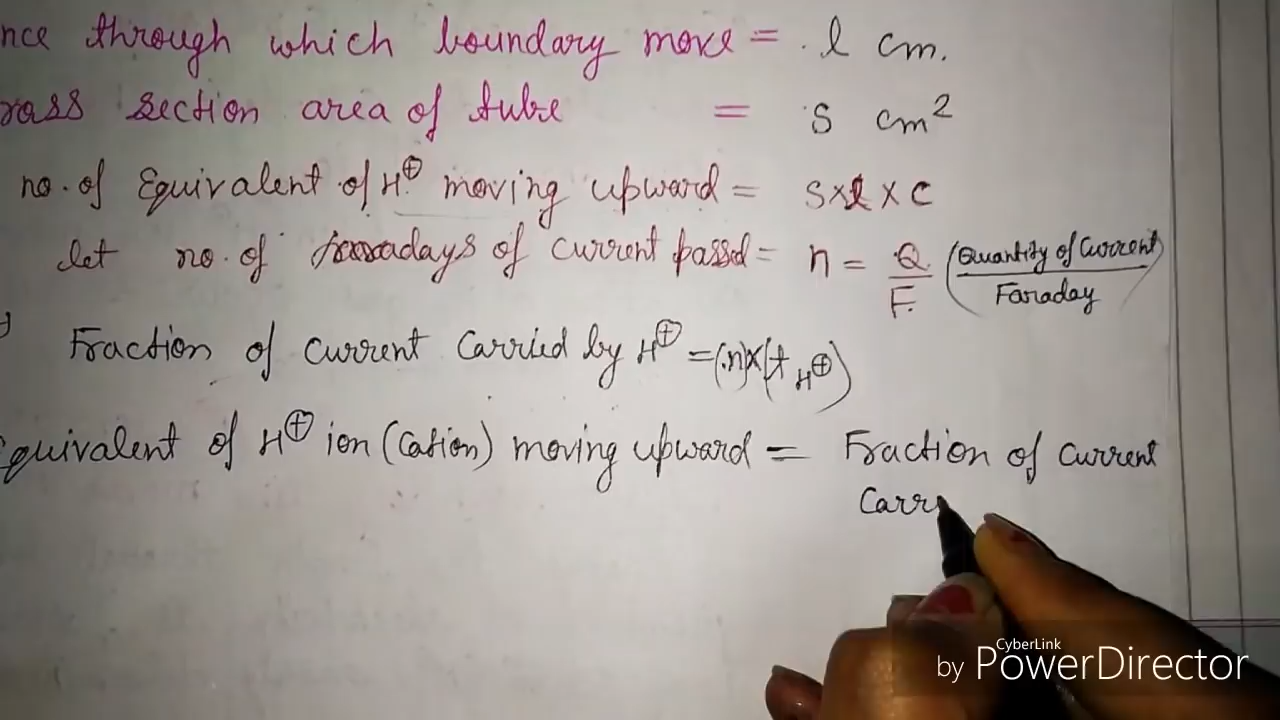 nce through which boundary move = l cm.
rass section area of tube = S cm²
no. of Equivalent of H⊕ moving upward = S×l×C
let no. of faradays of current passd = n = Q/F (Quantity of Current/Faraday)
Fraction of current Carried by H⊕ = (n)×(t H⊕)
quivalent of H⊕ ion (Cation) moving upward = Fraction of current
Carr
CyberLink
by PowerDirector